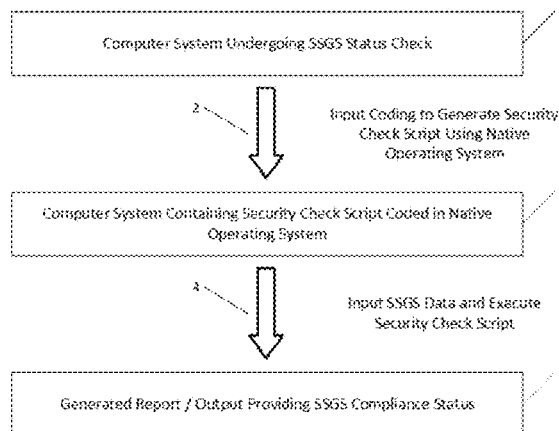 Computer System Undergoing SSGS Status Check
2
Input Coding to Generate Security
Check Script Using Native
Operating System
Computer System Containing Security Check Script Coded in Native
Operating System
4
Input SSGS Data and Execute
Security Check Script
Generated Report / Output Providing SSGS Compliance Status